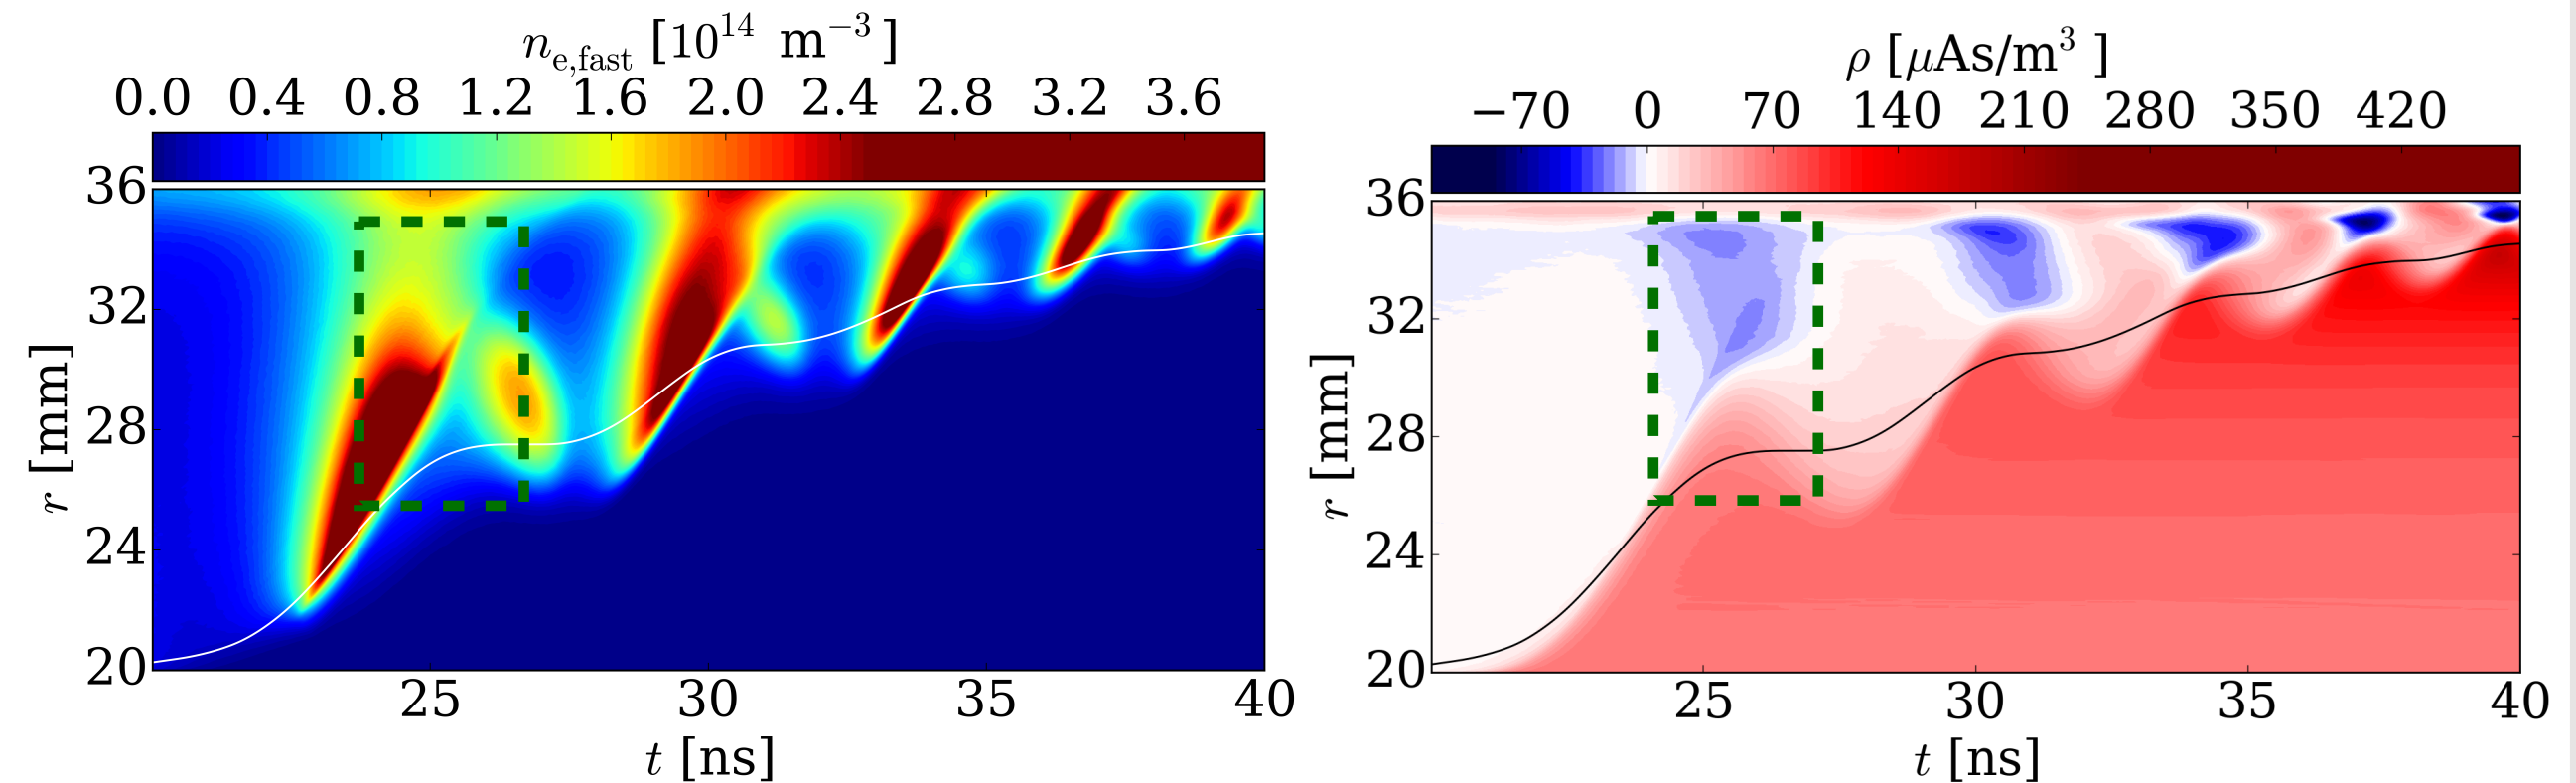 n_e,fast [10^14 m^−3]
0.0 0.4 0.8 1.2 1.6 2.0 2.4 2.8 3.2 3.6
36
32
28
24
20
r [mm]
25 30 35 40
t [ns]
ρ [μAs/m^3 ]
−70 0 70 140 210 280 350 420
36
32
28
24
20
r [mm]
25 30 35 40
t [ns]